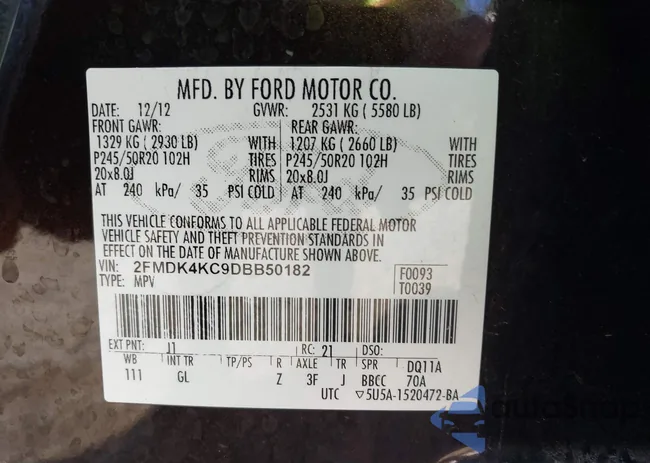 MFD. BY FORD MOTOR CO.
DATE: 12/12 GVWR: 2531 KG ( 5580 LB)
FRONT GAWR: REAR GAWR:
1329 KG ( 2930 LB) WITH 1207 KG ( 2660 LB) WITH
P245/50R20 102H TIRES P245/50R20 102H TIRES
20x8.0J RIMS 20x8.0J RIMS
AT 240 kPa/ 35 PSI COLD AT 240 kPa/ 35 PSI COLD
THIS VEHICLE CONFORMS TO ALL APPLICABLE FEDERAL MOTOR
VEHICLE SAFETY AND THEFT PREVENTION STANDARDS IN
EFFECT ON THE DATE OF MANUFACTURE SHOWN ABOVE.
VIN: 2FMDK4KC9DBB50182 F0093
TYPE: MPV T0039
EXT PNT: J1 RC: 21 DSO:
WB INT TR TP/PS R AXLE TR SPR DQ11A
111 GL Z 3F J BBCC 70A
UTC ▽5U5A-1520472-BA